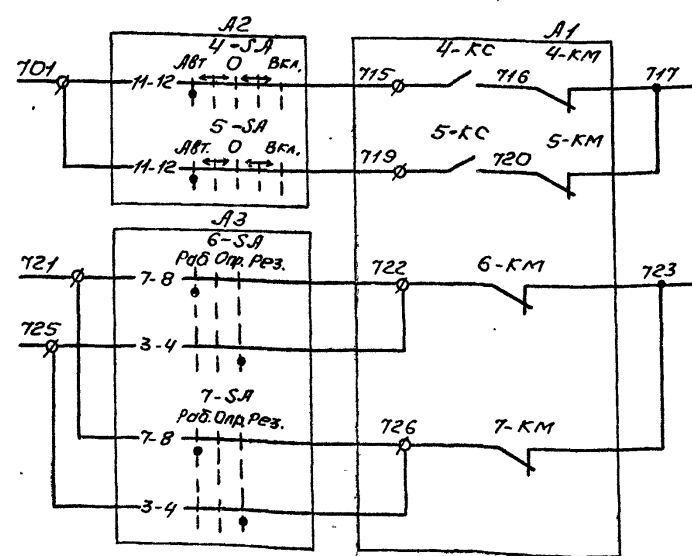 А2
А1
4-SA
4-КС
4-КМ
Авт О Вкл.
701
11-12
715
716
717
5-SA
Авт. О Вкл.
5-КС
5-КМ
11-12
719
720
А3
6-SA
Раб. Опр. Рез.
721
7-8
722
6-КМ
723
725
3-4
7-SA
Раб. Опр. Рез.
7-8
726
7-КМ
3-4